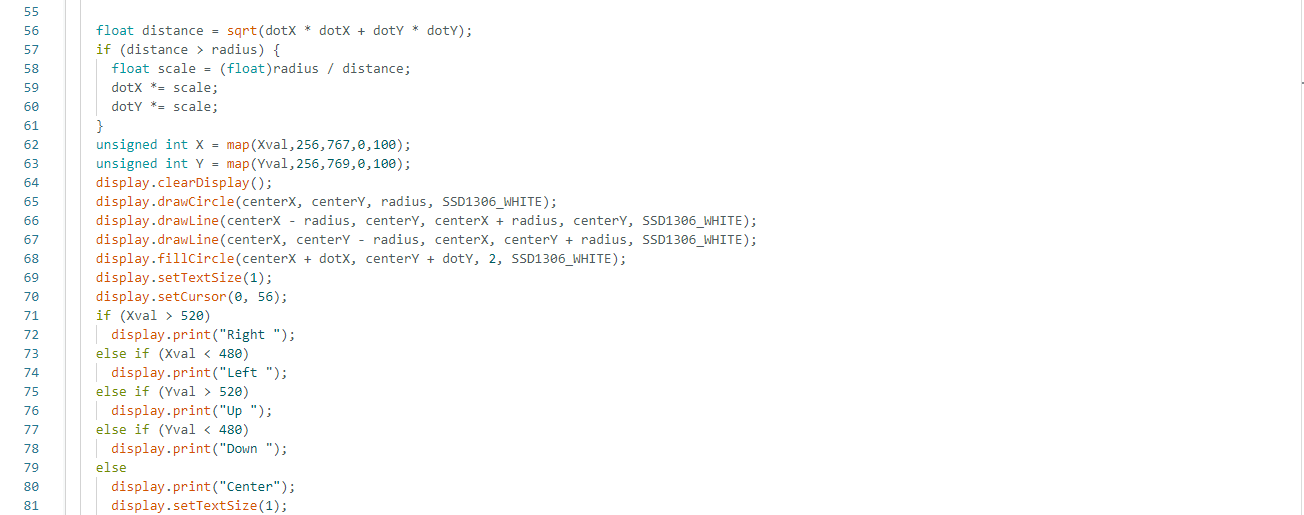 55
56 float distance = sqrt(dotX * dotX + dotY * dotY);
57 if (distance > radius) {
58 float scale = (float)radius / distance;
59 dotX *= scale;
60 dotY *= scale;
61 }
62 unsigned int X = map(Xval,256,767,0,100);
63 unsigned int Y = map(Yval,256,769,0,100);
64 display.clearDisplay();
65 display.drawCircle(centerX, centerY, radius, SSD1306_WHITE);
66 display.drawLine(centerX - radius, centerY, centerX + radius, centerY, SSD1306_WHITE);
67 display.drawLine(centerX, centerY - radius, centerX, centerY + radius, SSD1306_WHITE);
68 display.fillCircle(centerX + dotX, centerY + dotY, 2, SSD1306_WHITE);
69 display.setTextSize(1);
70 display.setCursor(0, 56);
71 if (Xval > 520)
72 display.print("Right ");
73 else if (Xval < 480)
74 display.print("Left ");
75 else if (Yval > 520)
76 display.print("Up ");
77 else if (Yval < 480)
78 display.print("Down ");
79 else
80 display.print("Center");
81 display.setTextSize(1);